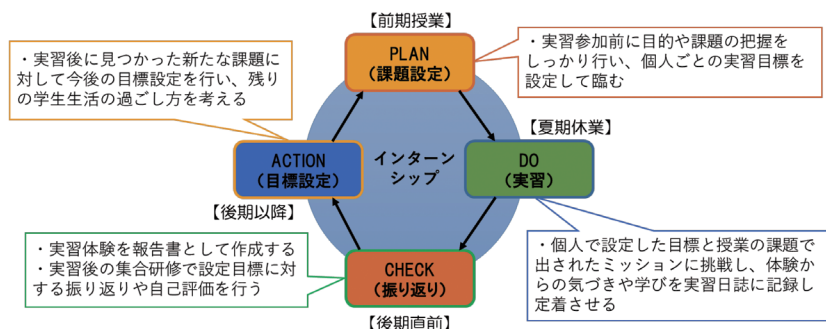 【前期授業】
PLAN
（課題設定）
・実習参加前に目的や課題の把握を
しっかり行い、個人ごとの実習目標を
設定して臨む
・実習後に見つかった新たな課題に
対して今後の目標設定を行い、残り
の学生生活の過ごし方を考える
【夏期休業】
ACTION
（目標設定）
インターン
シップ
DO
（実習）
【後期以降】
・実習体験を報告書として作成する
・実習後の集合研修で設定目標に対
する振り返りや自己評価を行う
CHECK
（振り返り）
【後期直前】
・個人で設定した目標と授業の課題で
出されたミッションに挑戦し、体験か
らの気づきや学びを実習日誌に記録し
定着させる